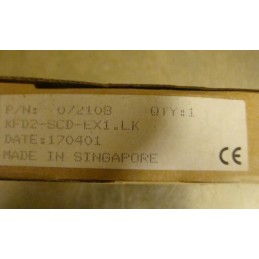 P/N: 072108 QTY:1
KFD2-SCD-EX1.LK
DATE:170401
MADE IN SINGAPORE CE